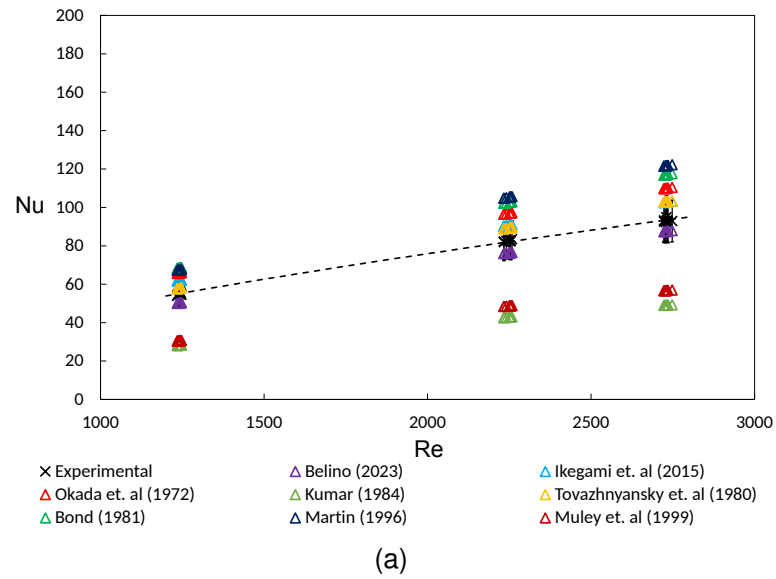 200
180
160
140
120
100
80
60
40
20
0
Nu
1000 1500 2000 2500 3000
Re
Experimental Belino (2023) Ikegami et. al (2015)
Okada et. al (1972) Kumar (1984) Tovazhnyansky et. al (1980)
Bond (1981) Martin (1996) Muley et. al (1999)
(a)